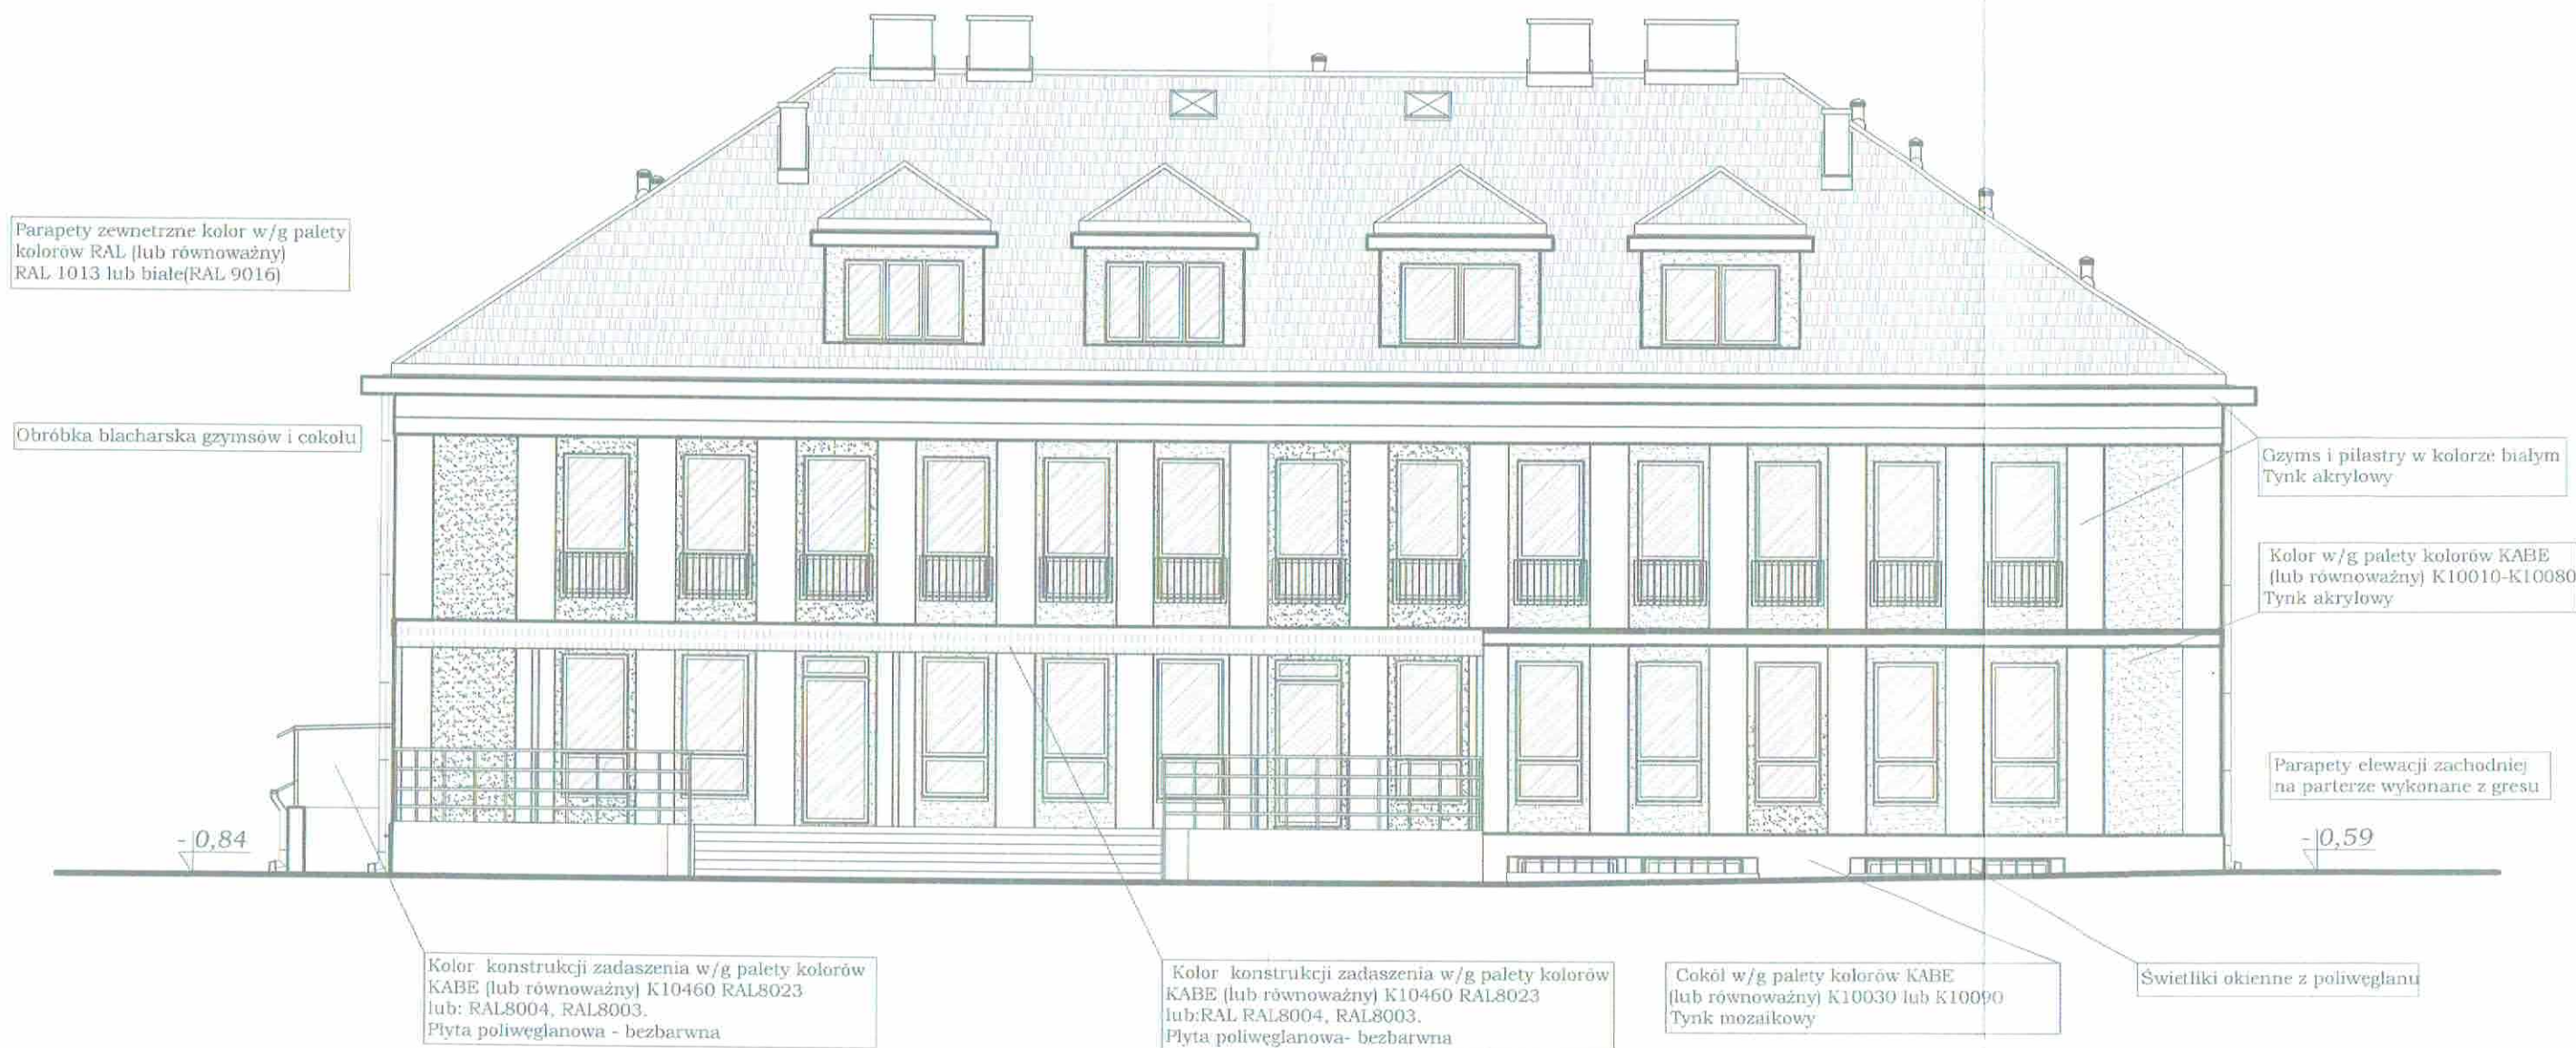 Parapety zewnetrzne kolor w/g palety
kolorów RAL (lub równoważny)
RAL 1013 lub białe(RAL 9016)
Obróbka blacharska gzymsów i cokołu
Gzyms i pilastry w kolorze białym
Tynk akrylowy
Kolor w/g palety kolorów KABE
(lub równoważny) K10010-K10080
Tynk akrylowy
Parapety elewacji zachodniej
na parterze wykonane z gresu
- 0,84
- 0,59
Kolor konstrukcji zadaszenia w/g palety kolorów
KABE (lub równoważny) K10460 RAL8023
lub: RAL8004, RAL8003.
Płyta poliwęglanowa - bezbarwna
Kolor konstrukcji zadaszenia w/g palety kolorów
KABE (lub równoważny) K10460 RAL8023
lub:RAL RAL8004, RAL8003.
Płyta poliwęglanowa- bezbarwna
Cokół w/g palety kolorów KABE
(lub równoważny) K10030 lub K10090
Tynk mozaikowy
Świetliki okienne z poliwęglanu